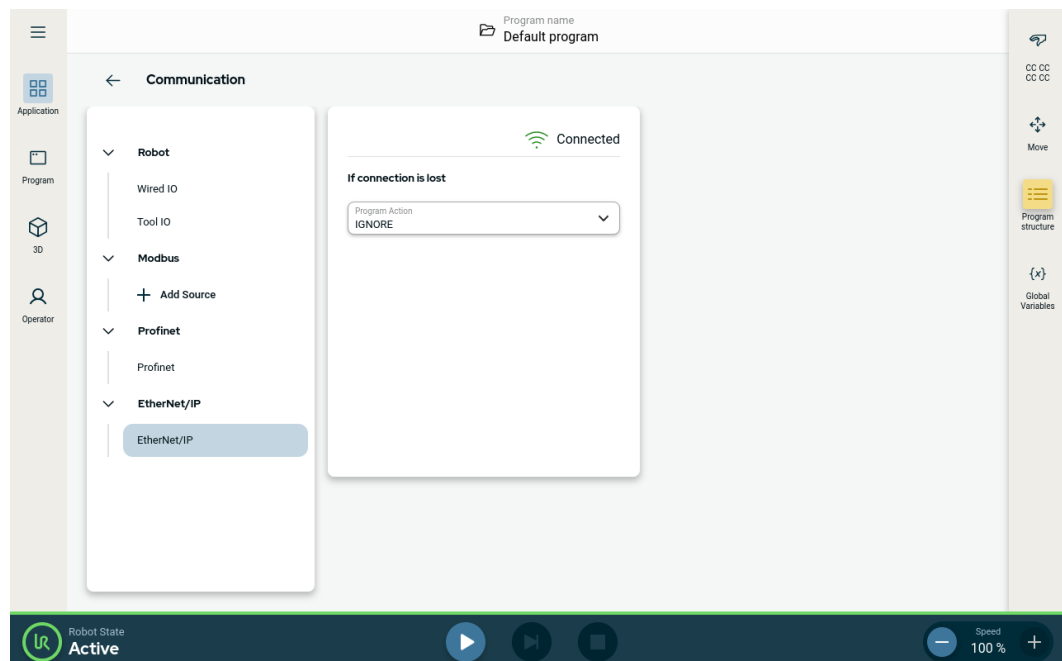 Program name
Default program
Application
Program
3D
Operator
Communication
Robot
Wired IO
Tool IO
Modbus
Add Source
Profinet
Profinet
EtherNet/IP
EtherNet/IP
Connected
If connection is lost
Program Action
IGNORE
CC CC
CC CC
Move
Program
structure
{x}
Global
Variables
Robot State
Active
Speed
100 %